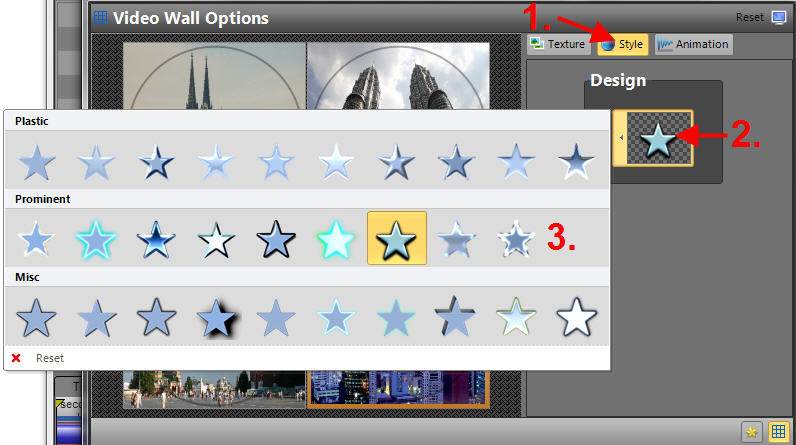 Video Wall Options
Reset
1.
Texture
Style
Animation
Design
2.
Plastic
Prominent
3.
Misc
Reset